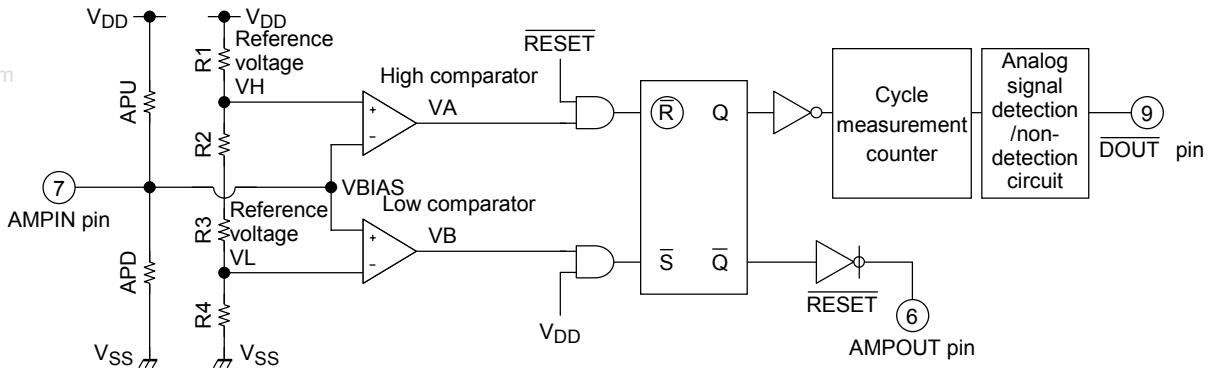 VDD
VDD
m
R1
Reference
voltage
VH
APU
R2
High comparator
VA
RESET
R
Q
Cycle
measurement
counter
Analog
signal
detection
/non-
detection
circuit
9
DOUT pin
7
AMPIN pin
VBIAS
Reference
voltage
R3
VL
APD
R4
Low comparator
VB
VDD
S
Q
RESET
6
AMPOUT pin
VSS
VSS